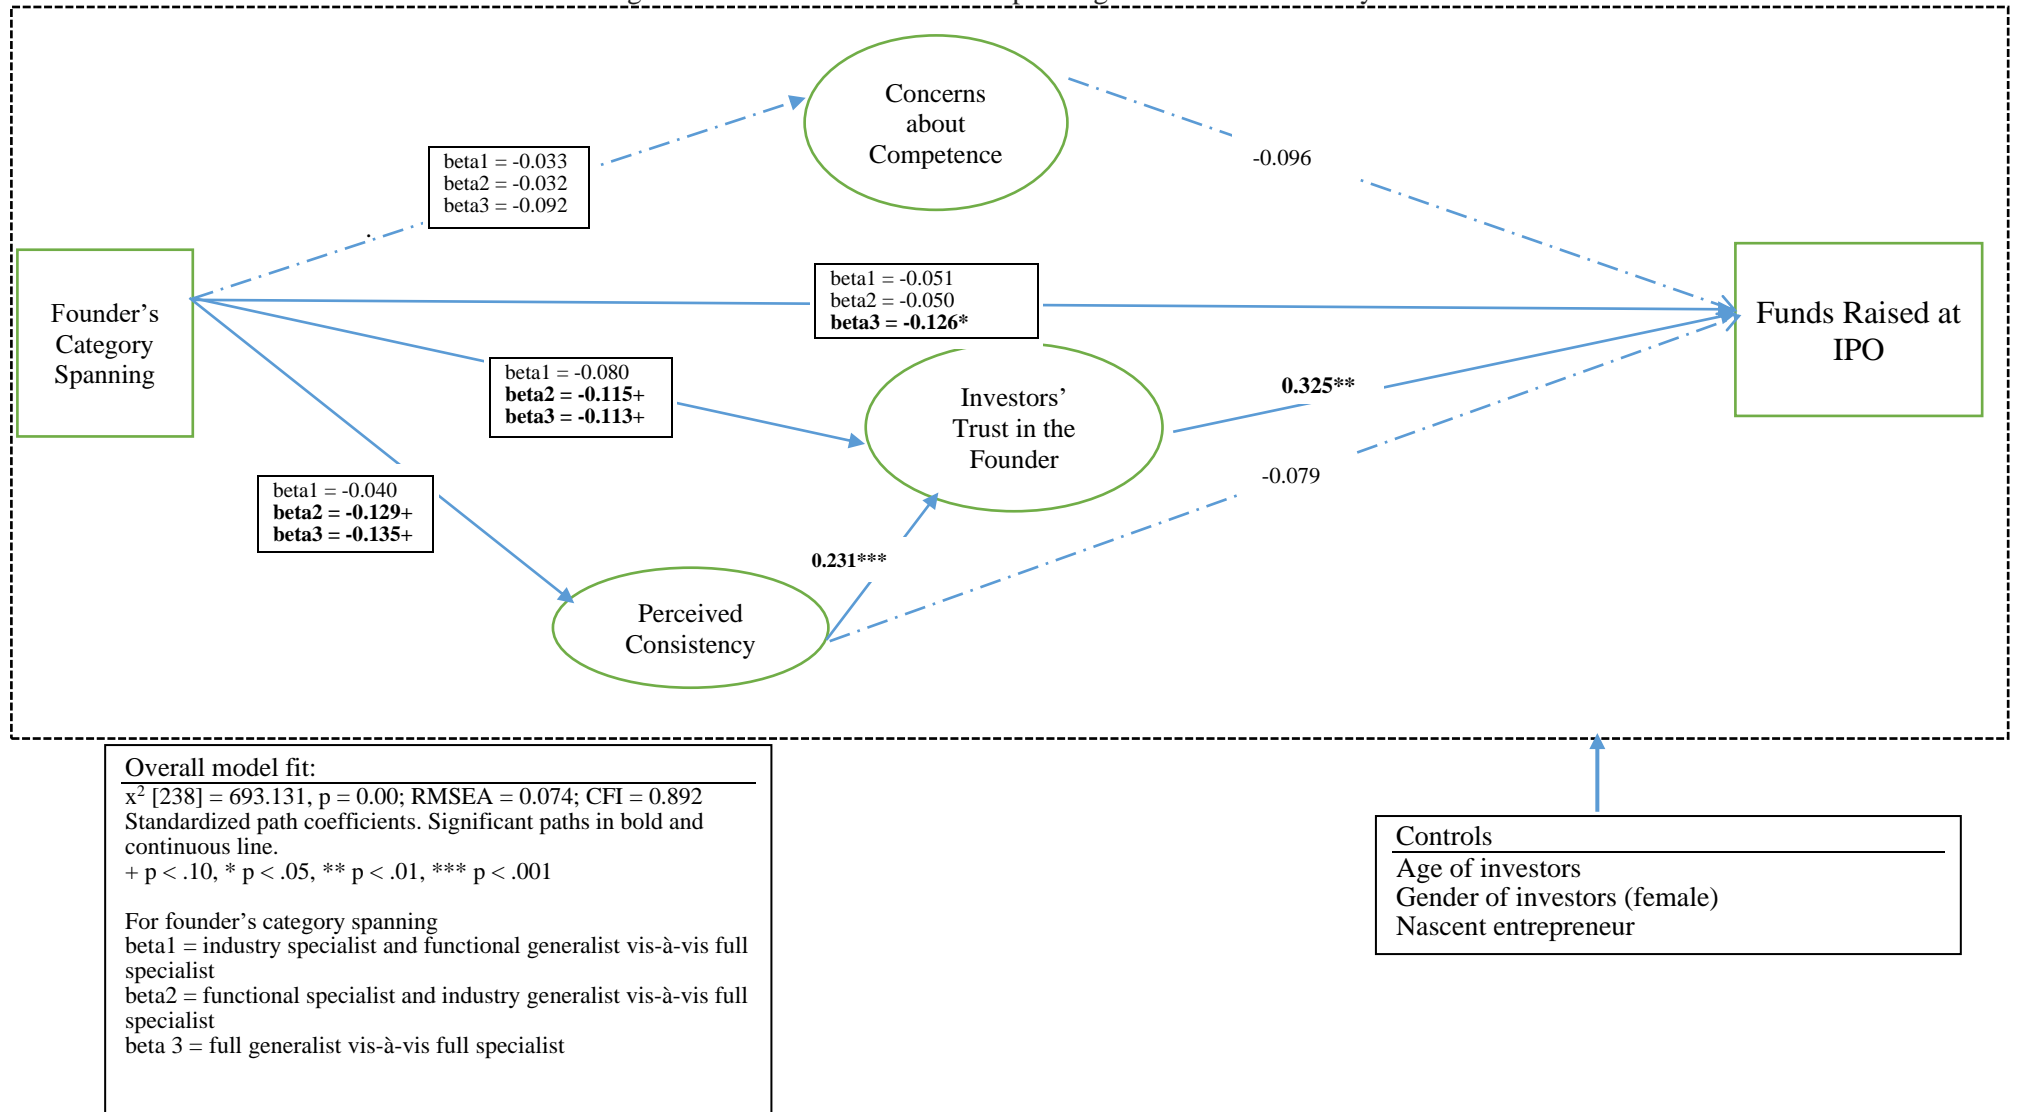 Concerns
about
Competence
beta1 = -0.033
beta2 = -0.032
beta3 = -0.092
-0.096
Founder’s
Category
Spanning
beta1 = -0.051
beta2 = -0.050
beta3 = -0.126*
Funds Raised at
IPO
beta1 = -0.080
beta2 = -0.115+
beta3 = -0.113+
Investors’
Trust in the
Founder
0.325**
-0.079
beta1 = -0.040
beta2 = -0.129+
beta3 = -0.135+
0.231***
Perceived
Consistency
Overall model fit:
x² [238] = 693.131, p = 0.00; RMSEA = 0.074; CFI = 0.892
Standardized path coefficients. Significant paths in bold and
continuous line.
+ p < .10, * p < .05, ** p < .01, *** p < .001
For founder’s category spanning
beta1 = industry specialist and functional generalist vis-à-vis full
specialist
beta2 = functional specialist and industry generalist vis-à-vis full
specialist
beta 3 = full generalist vis-à-vis full specialist
Controls
Age of investors
Gender of investors (female)
Nascent entrepreneur